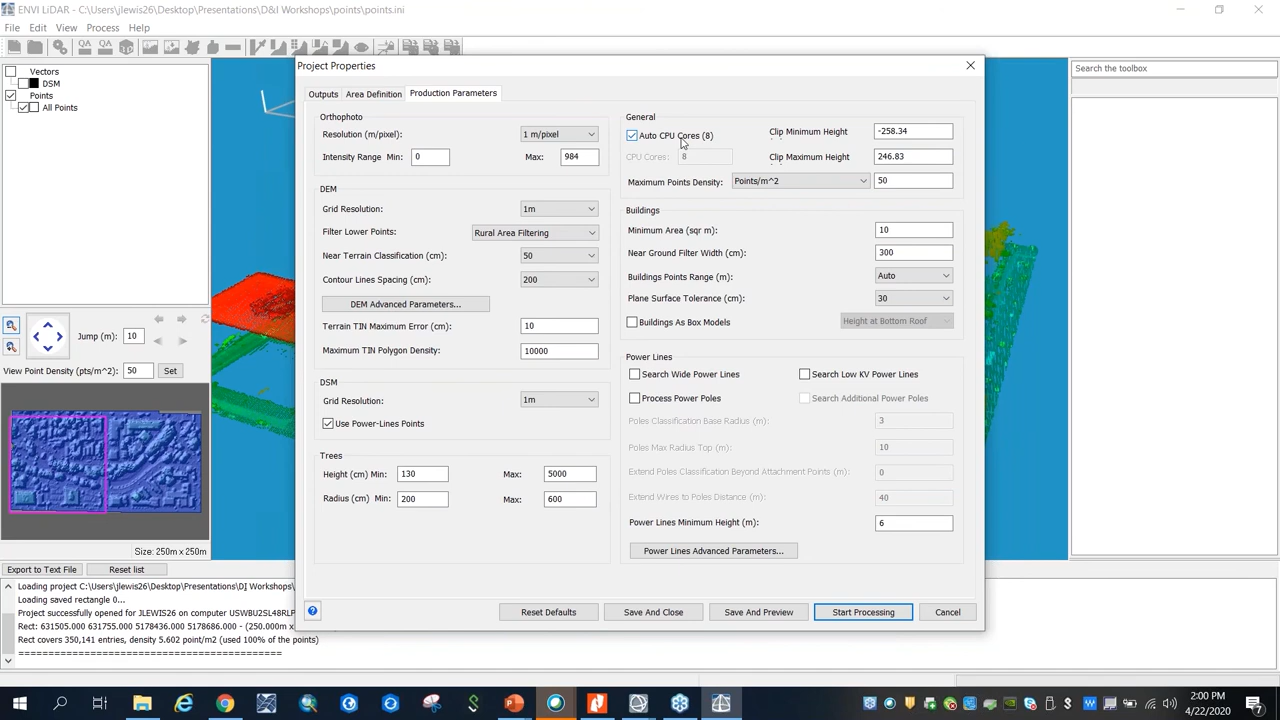 ENVI LiDAR - C:\Users\jlewis26\Desktop\Presentations\D&I Workshops\points\points.ini
File Edit View Process Help
Vectors
DSM
Points
All Points
Jump (m): 10
View Point Density (pts/m^2): 50 Set
Size: 250m x 250m
Export to Text File Reset list
Loading project C:\Users\jlewis26\Desktop\Presentations\DI Workshops
Loading saved rectangle 0...
Project successfully opened for JLEWIS26 on computer USWBU2SL48RLP
Rect: 631505.000 631755.000 5178436.000 5178686.000 - (250.000m x
Rect covers 350,141 entries, density 5.602 point/m2 (used 100% of the points)
==========================================
Search the toolbox
Project Properties
Outputs Area Definition Production Parameters
Orthophoto
Resolution (m/pixel): 1 m/pixel
Intensity Range Min: 0 Max: 984
DEM
Grid Resolution: 1m
Filter Lower Points: Rural Area Filtering
Near Terrain Classification (cm): 50
Contour Lines Spacing (cm): 200
DEM Advanced Parameters...
Terrain TIN Maximum Error (cm): 10
Maximum TIN Polygon Density: 10000
DSM
Grid Resolution: 1m
Use Power-Lines Points
Trees
Height (cm) Min: 130 Max: 5000
Radius (cm) Min: 200 Max: 600
General
Auto CPU Cores (8) Clip Minimum Height -258.34
CPU Cores: 8 Clip Maximum Height 246.83
Maximum Points Density: Points/m^2 50
Buildings
Minimum Area (sqr m): 10
Near Ground Filter Width (cm): 300
Buildings Points Range (m): Auto
Plane Surface Tolerance (cm): 30
Buildings As Box Models Height at Bottom Roof
Power Lines
Search Wide Power Lines Search Low KV Power Lines
Process Power Poles Search Additional Power Poles
Poles Classification Base Radius (m): 3
Poles Max Radius Top (m): 10
Extend Poles Classification Beyond Attachment Points (m): 0
Extend Wires to Poles Distance (m): 40
Power Lines Minimum Height (m): 6
Power Lines Advanced Parameters...
Reset Defaults Save And Close Save And Preview Start Processing Cancel
2:00 PM
4/22/2020